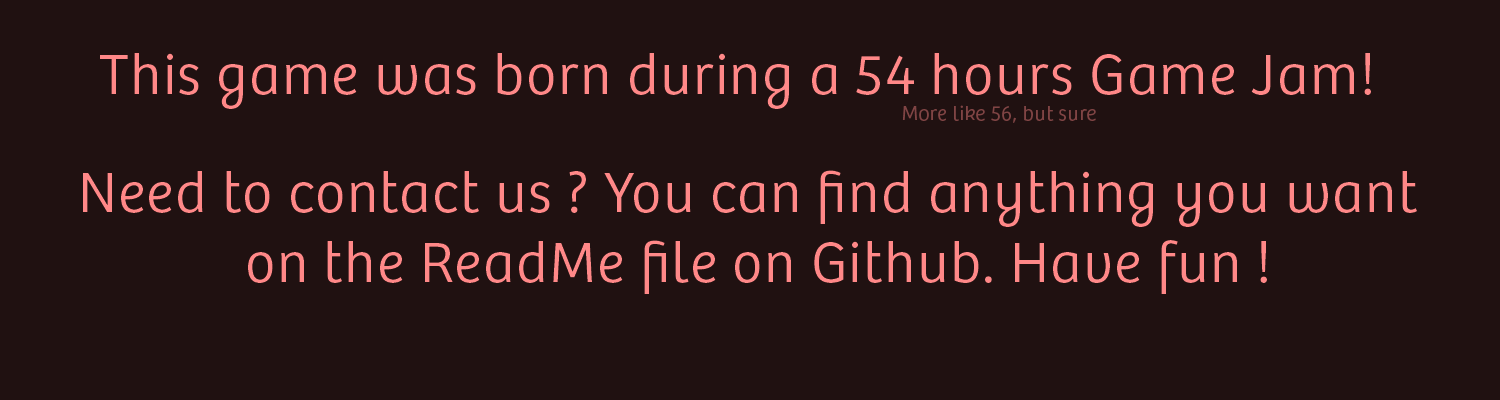 This game was born during a 54 hours Game Jam!
More like 56, but sure
Need to contact us ? You can find anything you want
on the ReadMe file on Github. Have fun !